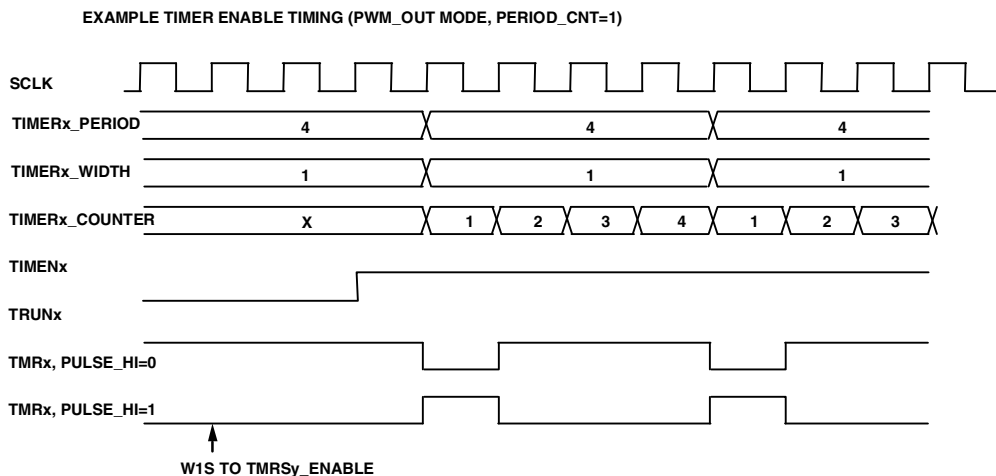 EXAMPLE TIMER ENABLE TIMING (PWM_OUT MODE, PERIOD_CNT=1)
SCLK
TIMERx_PERIOD 4 4 4
TIMERx_WIDTH 1 1 1
TIMERx_COUNTER X 1 2 3 4 1 2 3
TIMENx
TRUNx
TMRx, PULSE_HI=0
TMRx, PULSE_HI=1
W1S TO TMRSy_ENABLE